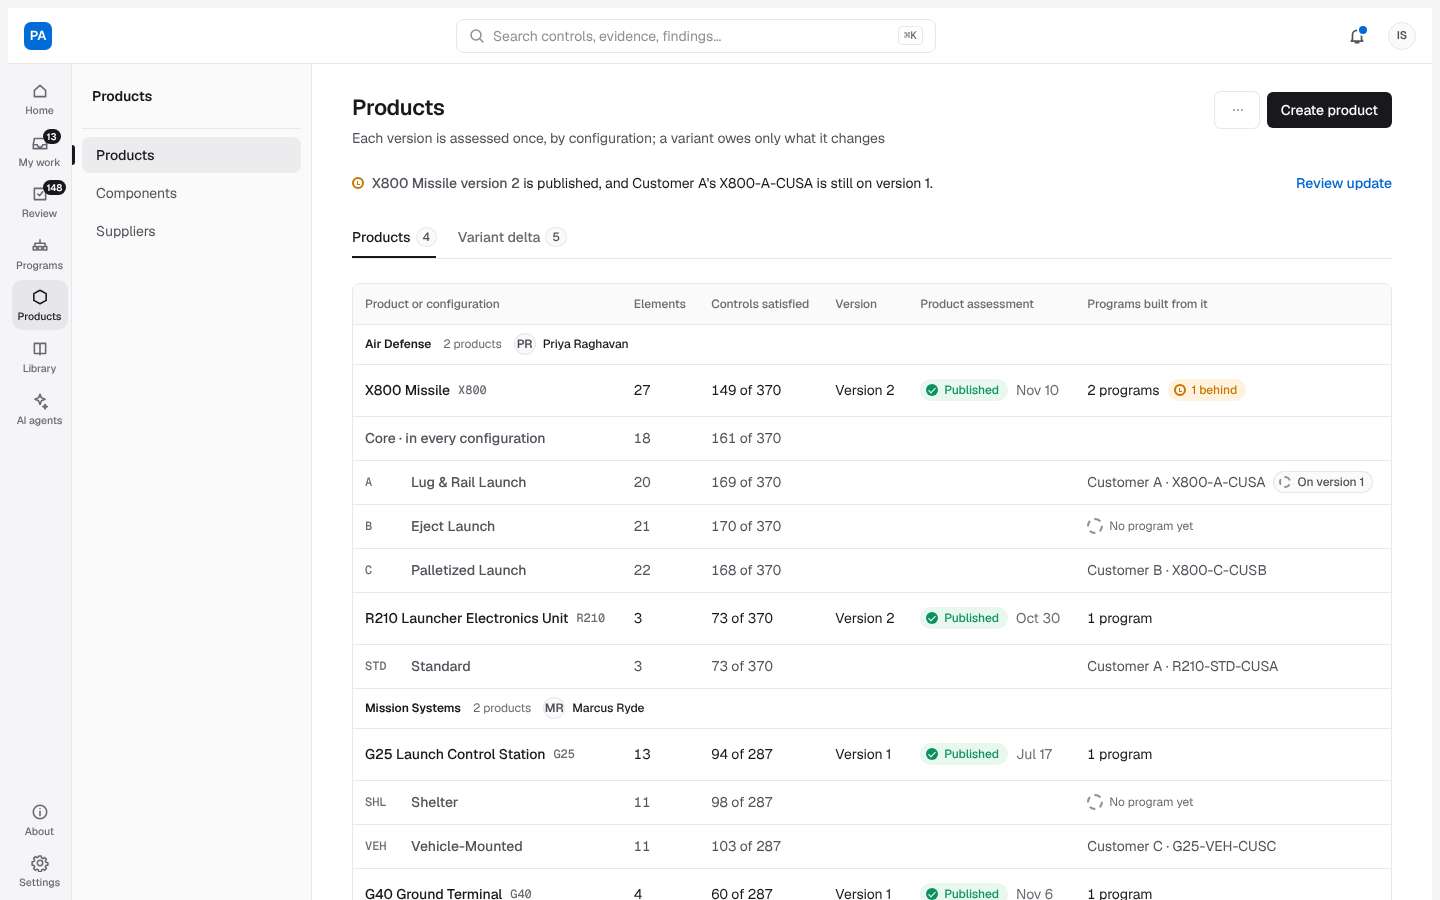 PA
Search controls, evidence, findings...
⌘K
IS
Home
13
My work
148
Review
Programs
Products
Library
AI agents
About
Settings
Products
Products
Components
Suppliers
Products
Each version is assessed once, by configuration; a variant owes only what it changes
...
Create product
X800 Missile version 2 is published, and Customer A's X800-A-CUSA is still on version 1.
Review update
Products 4
Variant delta 5
Product or configuration Elements Controls satisfied Version Product assessment Programs built from it
Air Defense 2 products PR Priya Raghavan
X800 Missile X800 27 149 of 370 Version 2 Published Nov 10 2 programs 1 behind
Core · in every configuration 18 161 of 370
A Lug & Rail Launch 20 169 of 370 Customer A · X800-A-CUSA On version 1
B Eject Launch 21 170 of 370 No program yet
C Palletized Launch 22 168 of 370 Customer B · X800-C-CUSB
R210 Launcher Electronics Unit R210 3 73 of 370 Version 2 Published Oct 30 1 program
STD Standard 3 73 of 370 Customer A · R210-STD-CUSA
Mission Systems 2 products MR Marcus Ryde
G25 Launch Control Station G25 13 94 of 287 Version 1 Published Jul 17 1 program
SHL Shelter 11 98 of 287 No program yet
VEH Vehicle-Mounted 11 103 of 287 Customer C · G25-VEH-CUSC
G40 Ground Terminal G40 4 60 of 287 Version 1 Published Nov 6 1 program